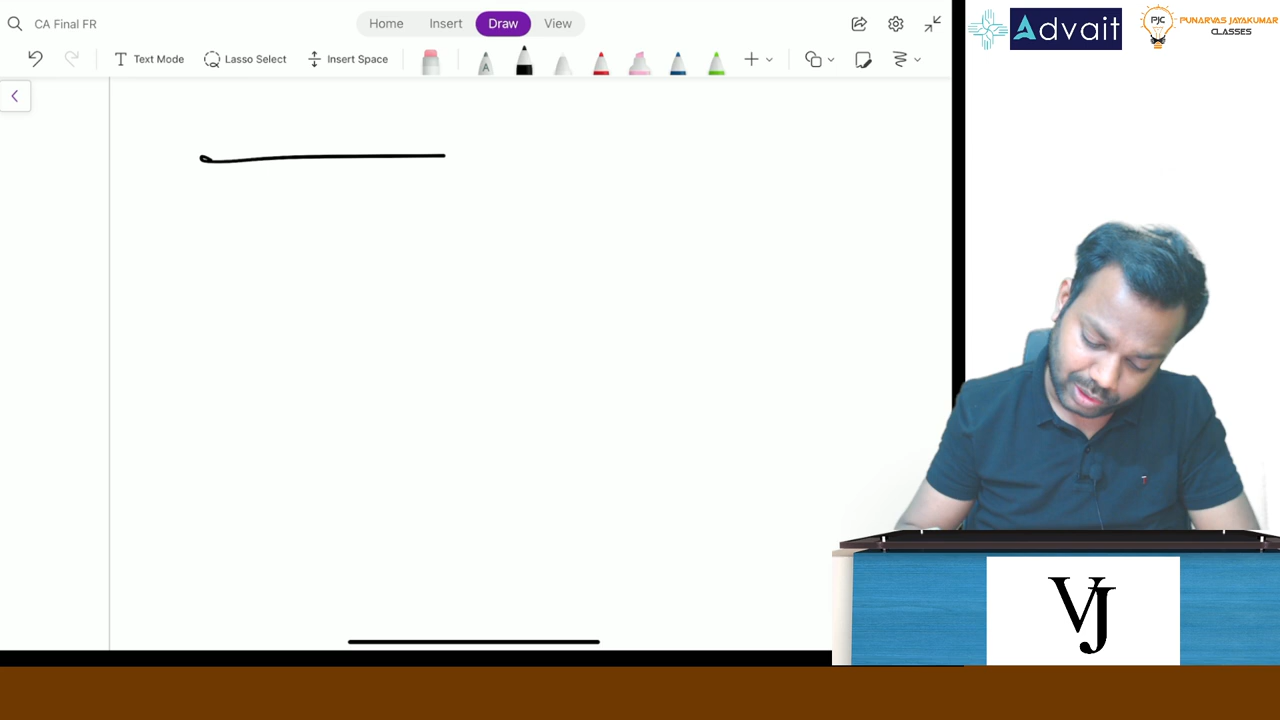 CA Final FR
Home Insert Draw View
Text Mode Lasso Select Insert Space
A
Advait
PJC PUNARVAS JAYAKUMAR
CLASSES
VJ